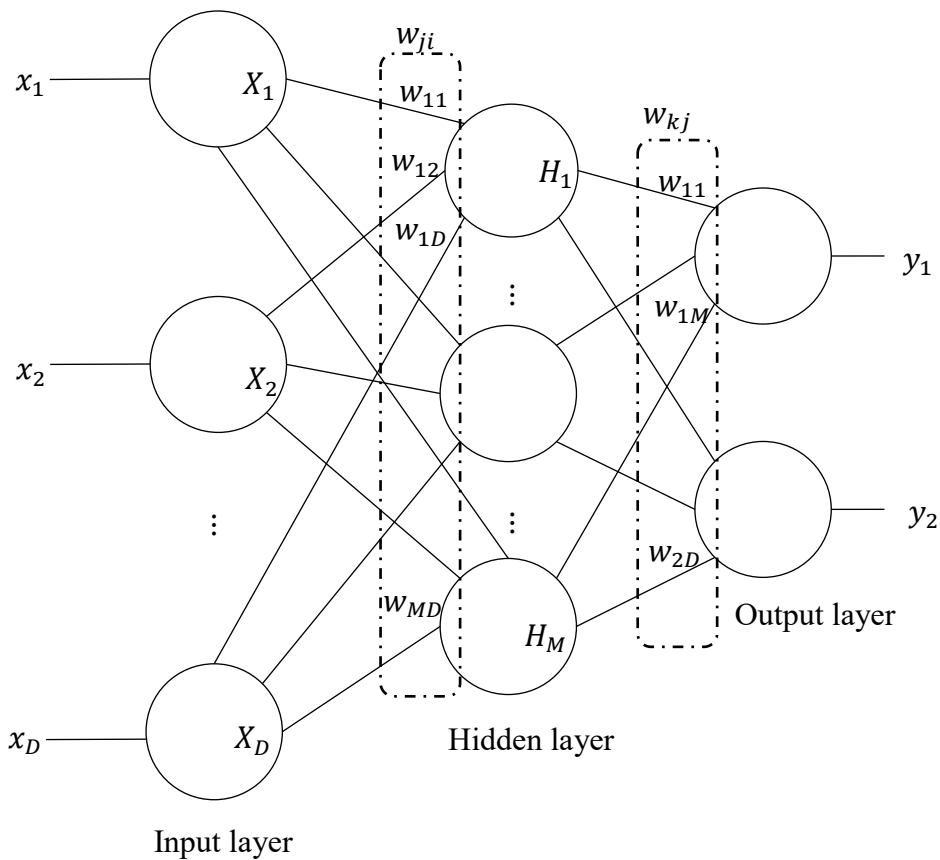 w_{ji}
x_1
X_1
w_{11}
w_{kj}
w_{12}
H_1
w_{11}
w_{1D}
y_1
⋮
w_{1M}
x_2
X_2
⋮
⋮
y_2
w_{2D}
w_{MD}
Output layer
H_M
x_D
X_D
Hidden layer
Input layer